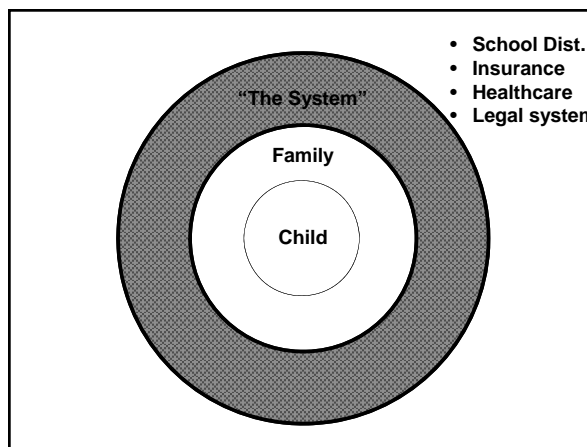 • School Dist.
• Insurance
• Healthcare
• Legal system
“The System”
Family
Child